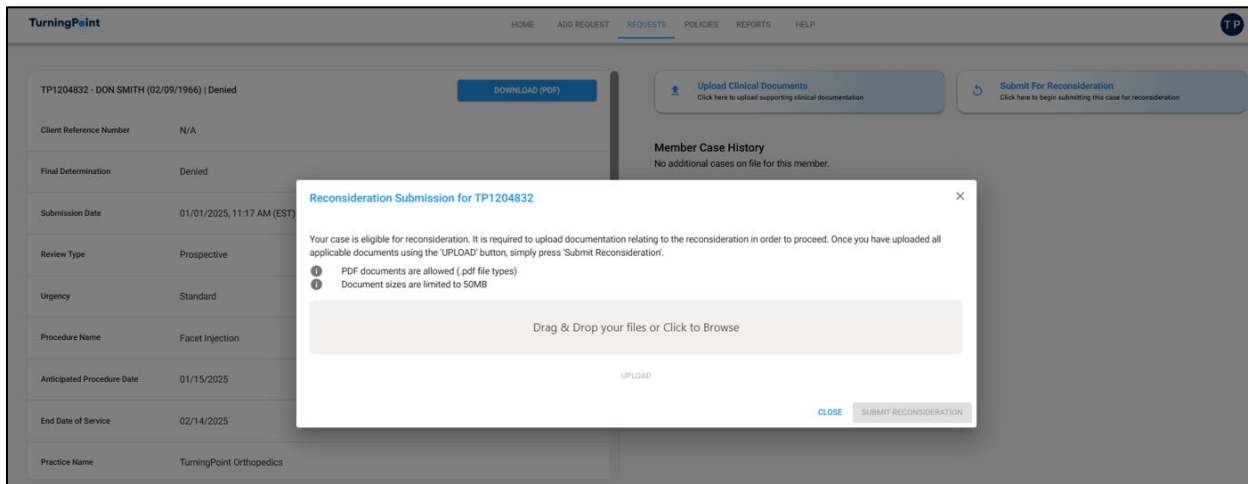 TurningPoint
HOME ADD REQUEST REQUESTS POLICIES REPORTS HELP
TP
TP1204832 - DON SMITH (02/09/1966) | Denied
DOWNLOAD (PDF)
Client Reference Number N/A
Final Determination Denied
Submission Date 01/01/2025, 11:17 AM (EST)
Review Type Prospective
Urgency Standard
Procedure Name Facet Injection
Anticipated Procedure Date 01/15/2025
End Date of Service 02/14/2025
Practice Name TurningPoint Orthopedics
Upload Clinical Documents
Click here to upload supporting clinical documentation
Submit For Reconsideration
Click here to begin submitting this case for reconsideration
Member Case History
No additional cases on file for this member.
Reconsideration Submission for TP1204832
Your case is eligible for reconsideration. It is required to upload documentation relating to the reconsideration in order to proceed. Once you have uploaded all
applicable documents using the 'UPLOAD' button, simply press 'Submit Reconsideration'.
PDF documents are allowed (.pdf file types)
Document sizes are limited to 50MB
Drag & Drop your files or Click to Browse
UPLOAD
CLOSE SUBMIT RECONSIDERATION